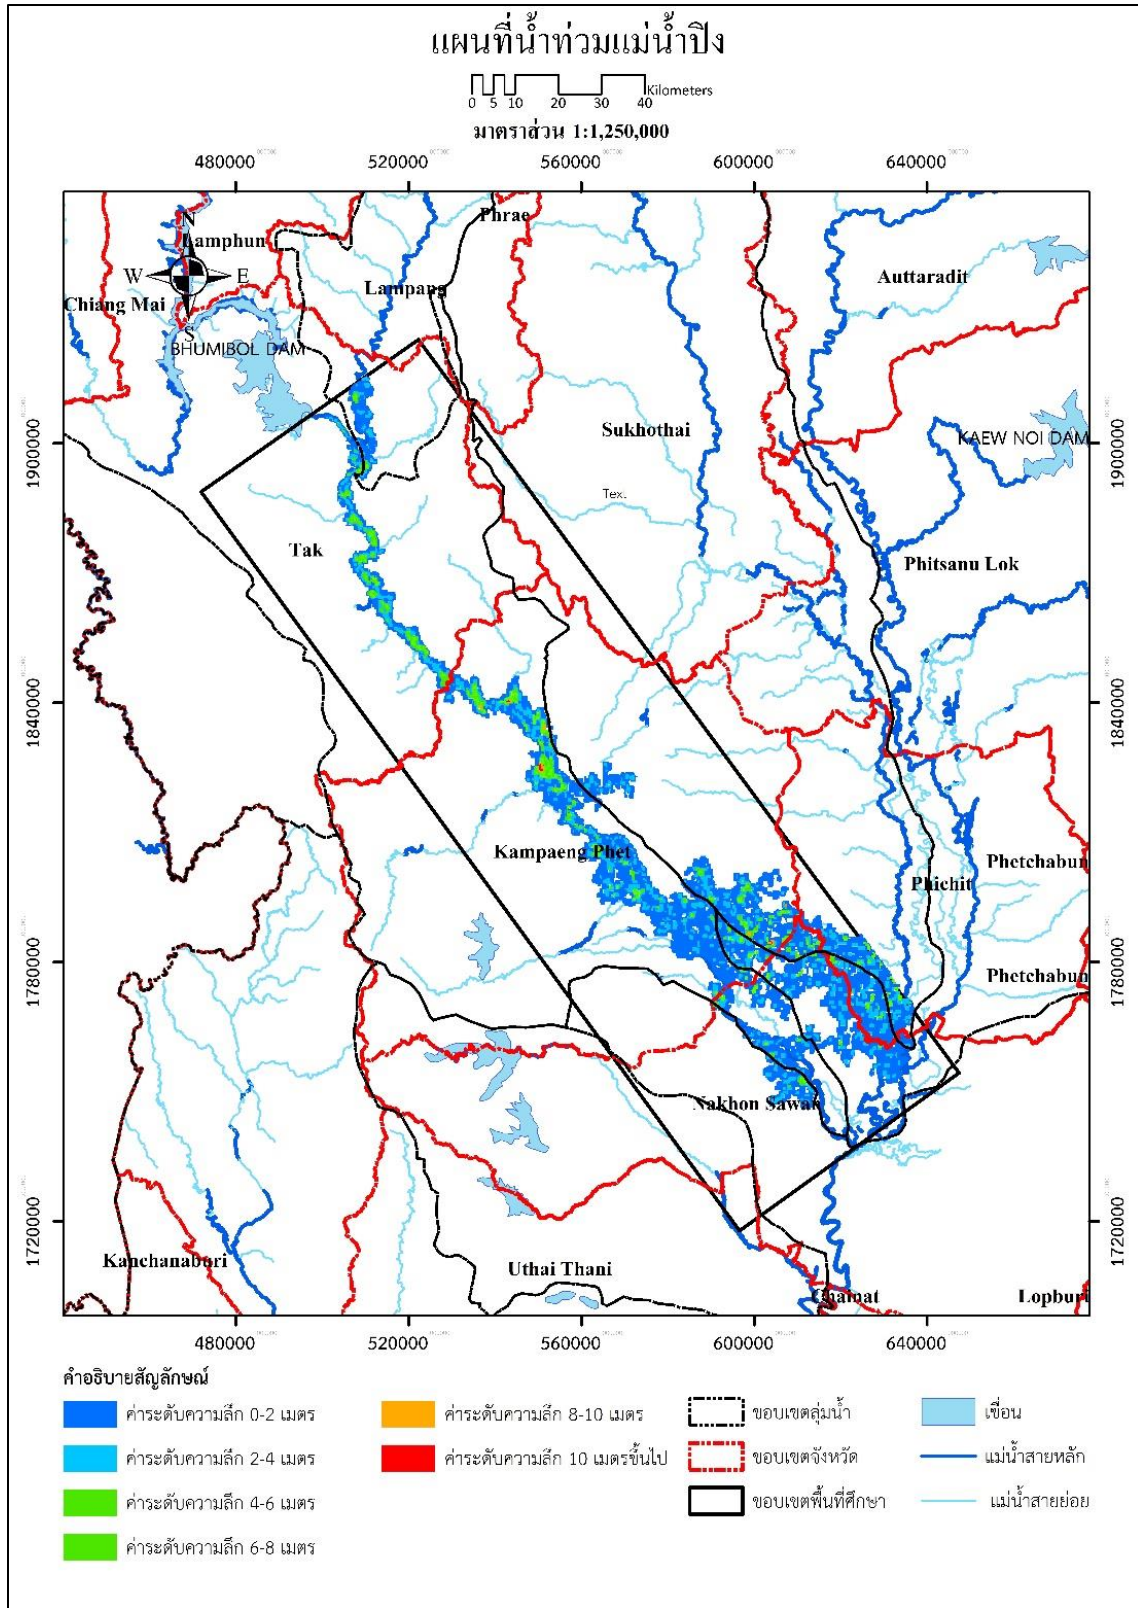 แผนที่น้ำท่วมแม่น้ำปิง
0 5 10 20 30 40 Kilometers
มาตราส่วน 1:1,250,000
480000 520000 560000 600000 640000
N
W E
S
Lamphun
Phrae
Chiang Mai
Lampang
Auttaradit
BHUMIBOL DAM
Sukhothai
KAEW NOI DAM
1900000 1900000
Text
Tak
Phitsanu Lok
1840000 1840000
Kampaeng Phet
Phichit
Phetchabun
1780000 1780000
Phetchabun
Nakhon Sawan
1720000 1720000
Kanchanaburi
Uthai Thani
Chainat
Lopburi
480000 520000 560000 600000 640000
คำอธิบายสัญลักษณ์
ค่าระดับความลึก 0-2 เมตร
ค่าระดับความลึก 2-4 เมตร
ค่าระดับความลึก 4-6 เมตร
ค่าระดับความลึก 6-8 เมตร
ค่าระดับความลึก 8-10 เมตร
ค่าระดับความลึก 10 เมตรขึ้นไป
ขอบเขตลุ่มน้ำ
ขอบเขตจังหวัด
ขอบเขตพื้นที่ศึกษา
เขื่อน
แม่น้ำสายหลัก
แม่น้ำสายย่อย